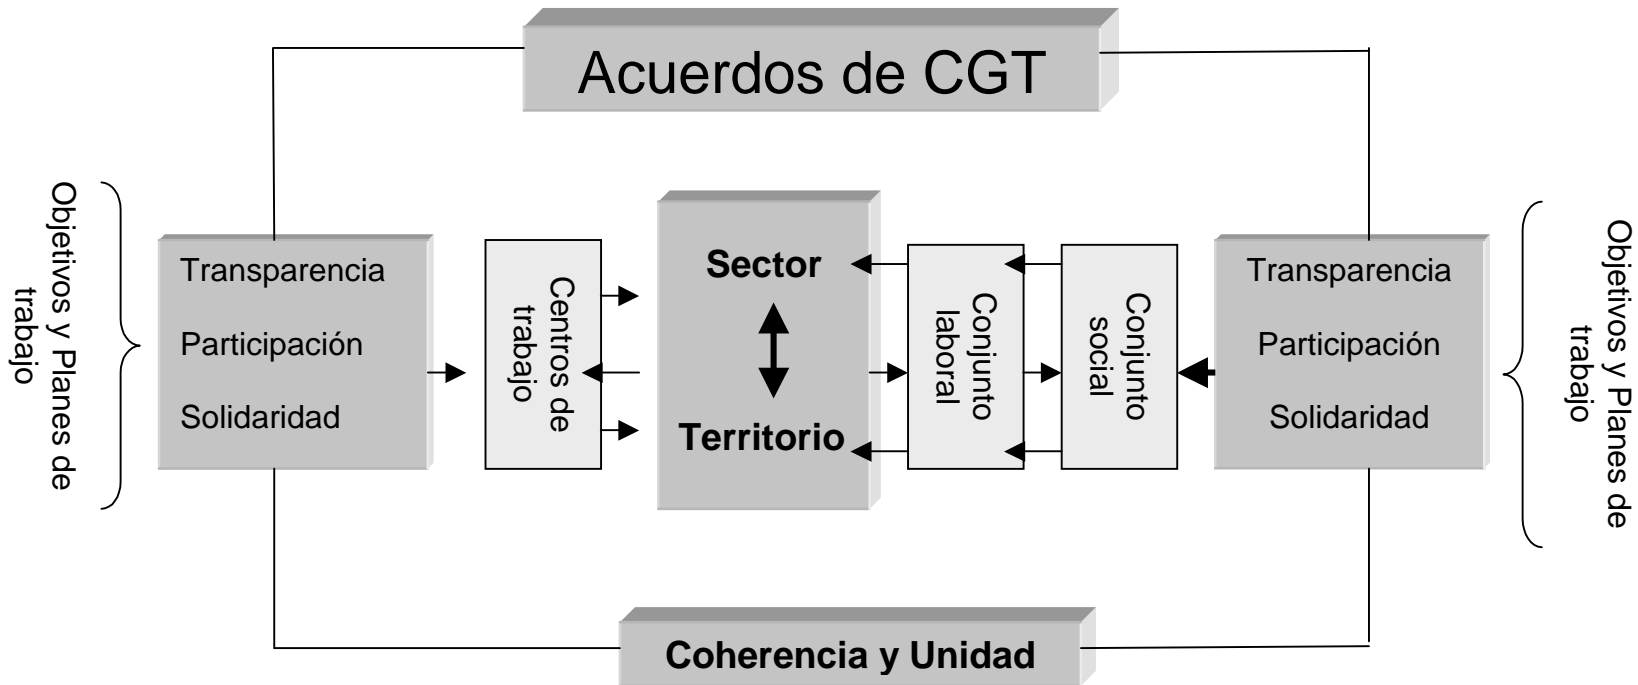 Acuerdos de CGT
Objetivos y Planes de
trabajo
Transparencia
Participación
Solidaridad
Centros de
trabajo
Sector
Territorio
Conjunto
laboral
Conjunto
social
Transparencia
Participación
Solidaridad
Objetivos y Planes de
trabajo
Coherencia y Unidad